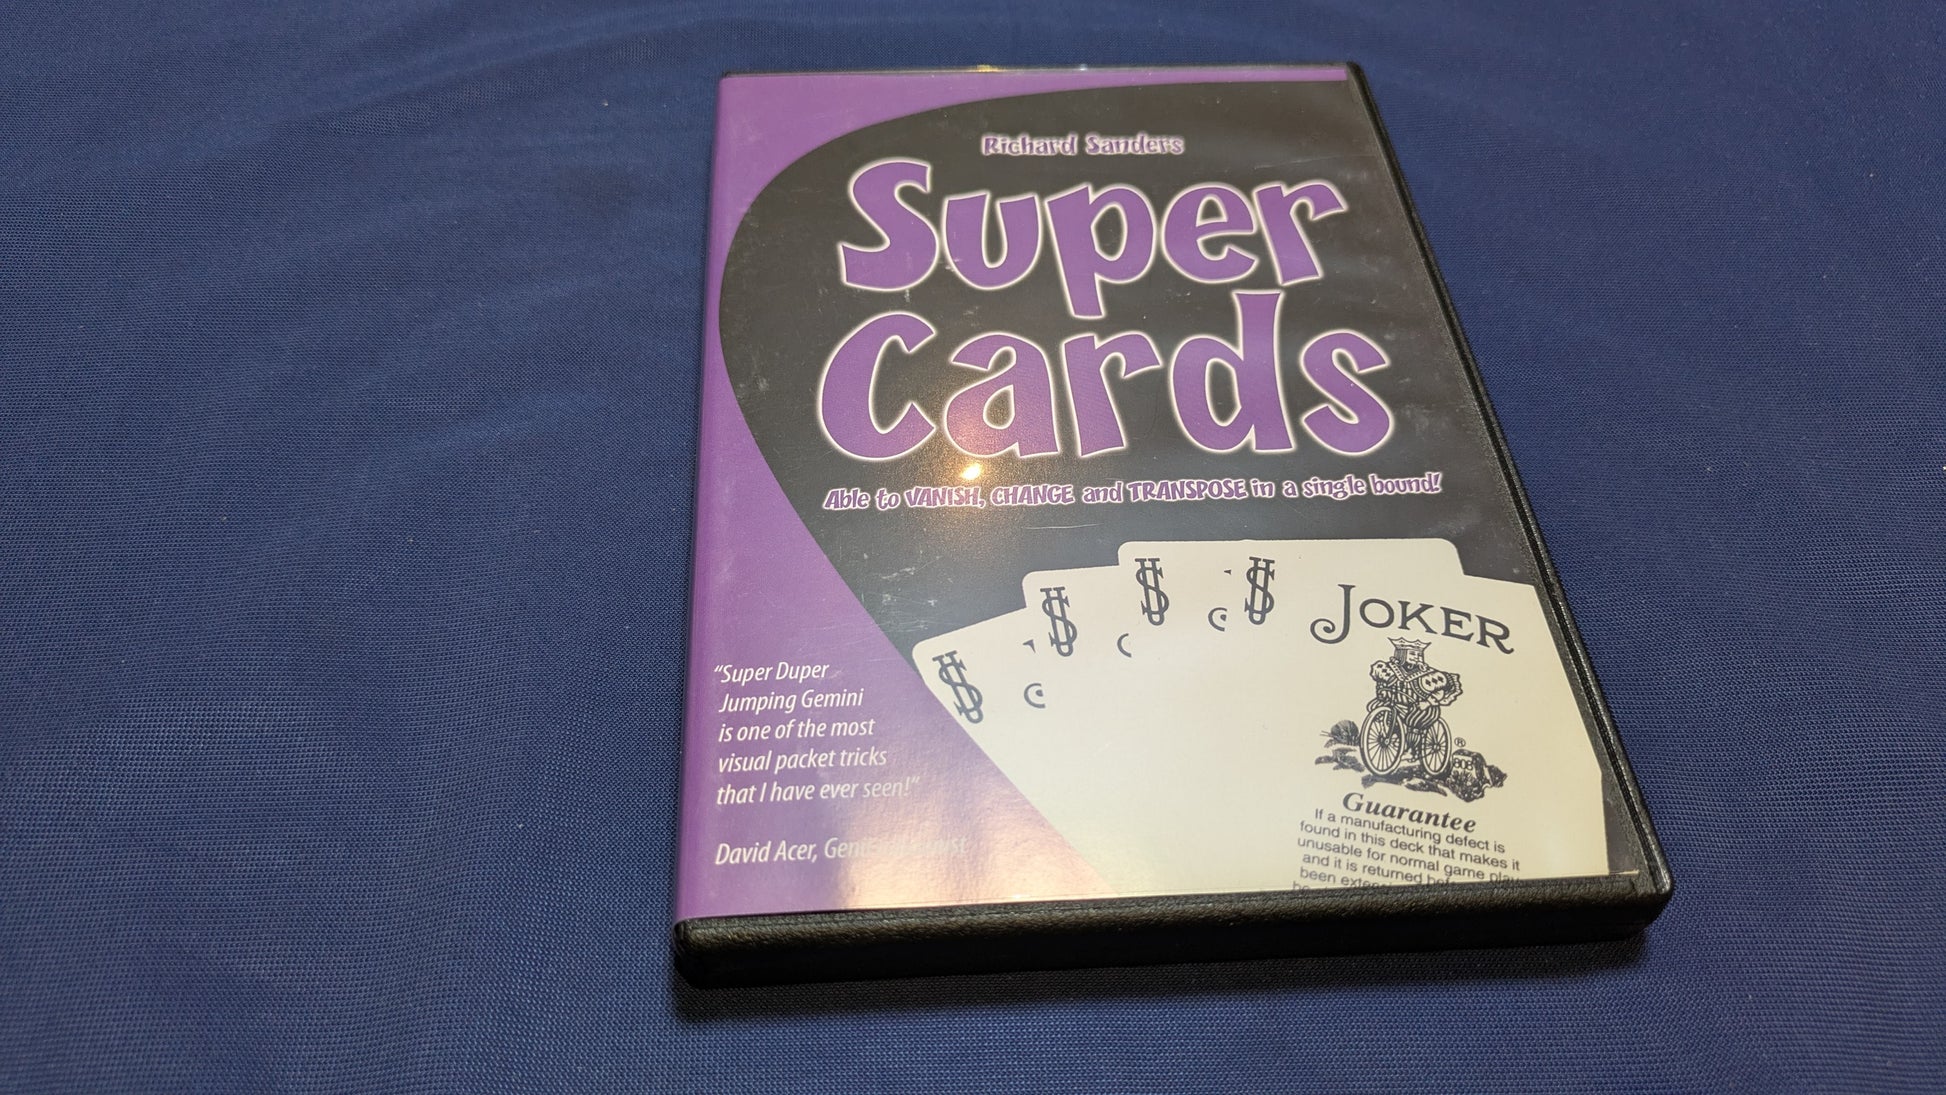 Richard Sanders
Super
Cards
Able to VANISH, CHANGE and TRANSPOSE in a single bound!
JOKER
808
®
Guarantee
If a manufacturing defect is
found in this deck that makes it
unusable for normal game play
and it is returned
been
"Super Duper
Jumping Gemini
is one of the most
visual packet tricks
that I have ever seen!"
David Acer,